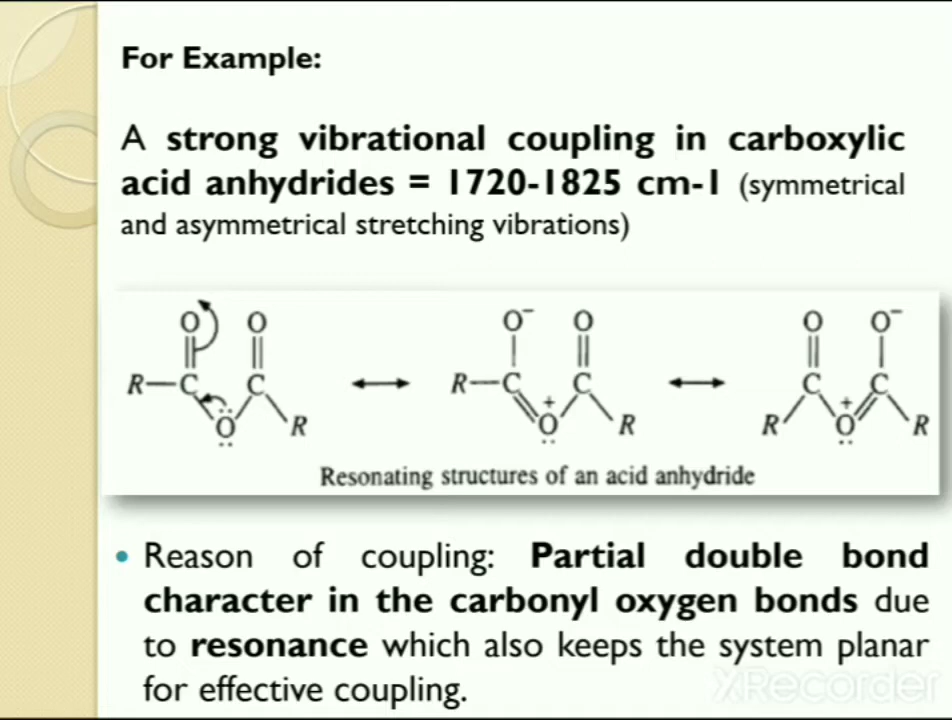 For Example:
A strong vibrational coupling in carboxylic
acid anhydrides = 1720-1825 cm-1 (symmetrical
and asymmetrical stretching vibrations)
O O O⁻ O O O⁻
R—C C R—C C C C
O R +O R R +O R
Resonating structures of an acid anhydride
• Reason of coupling: Partial double bond
character in the carbonyl oxygen bonds due
to resonance which also keeps the system planar
for effective coupling.
XRecorder